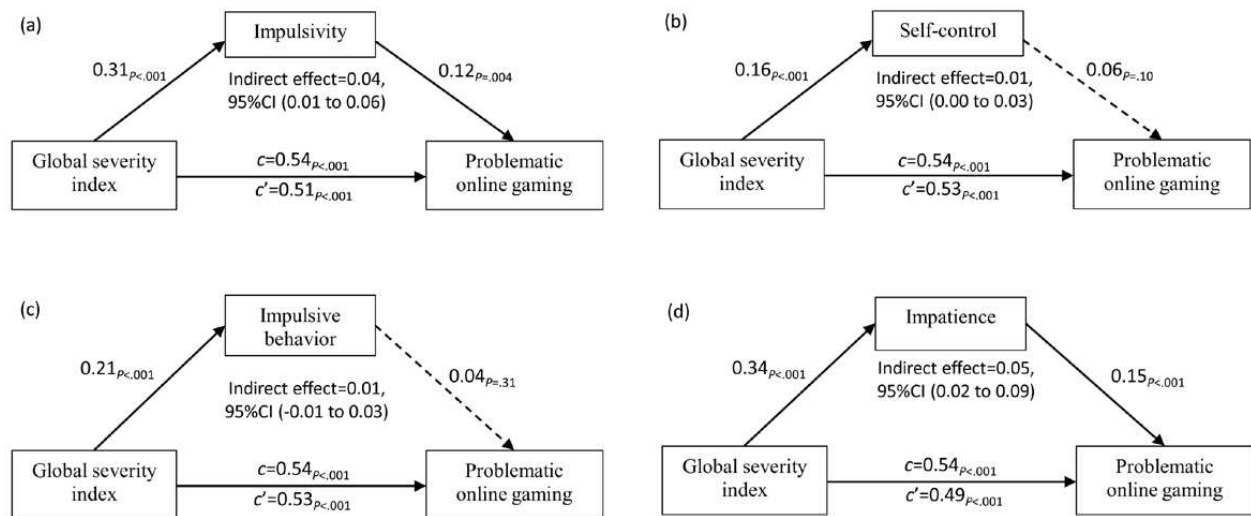 (a)
Impulsivity
0.31P<.001
0.12P=.004
Indirect effect=0.04,
95%CI (0.01 to 0.06)
Global severity
index
c=0.54P<.001
c’=0.51P<.001
Problematic
online gaming
(b)
Self-control
0.16P<.001
0.06P=.10
Indirect effect=0.01,
95%CI (0.00 to 0.03)
Global severity
index
c=0.54P<.001
c’=0.53P<.001
Problematic
online gaming
(c)
Impulsive
behavior
0.21P<.001
0.04P=.31
Indirect effect=0.01,
95%CI (-0.01 to 0.03)
Global severity
index
c=0.54P<.001
c’=0.53P<.001
Problematic
online gaming
(d)
Impatience
0.34P<.001
0.15P<.001
Indirect effect=0.05,
95%CI (0.02 to 0.09)
Global severity
index
c=0.54P<.001
c’=0.49P<.001
Problematic
online gaming